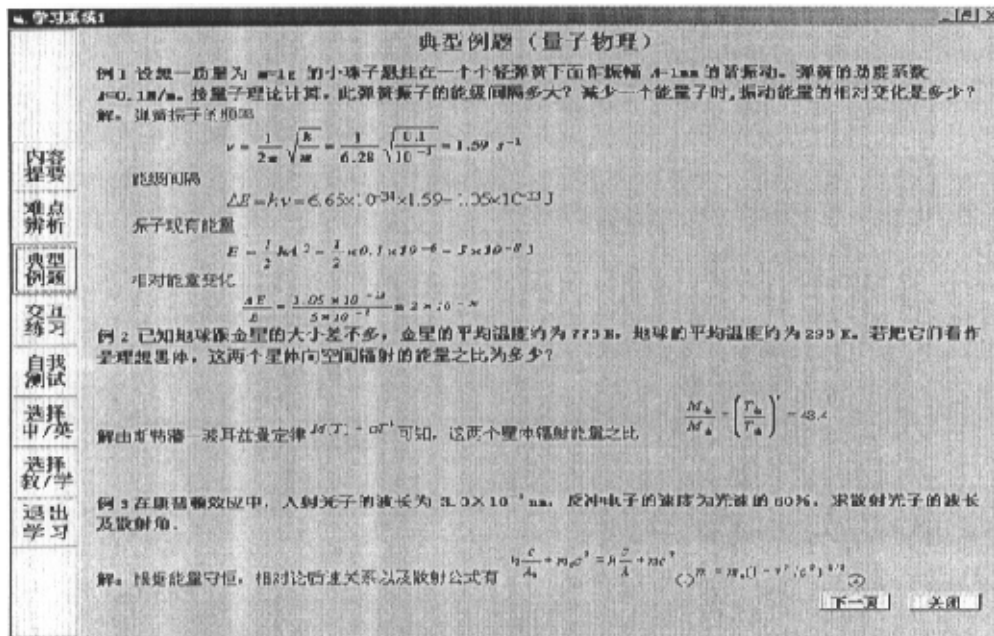 学习系统1
典型例题（量子物理）
例1 设想一质量为 m=1g 的小珠子悬挂在一个小轻弹簧下面作振幅 A=1mm 的谐振动。弹簧的劲度系数
k=0.1N/m。按量子理论计算，此弹簧振子的能级间隔多大？减少一个能量子时,振动能量的相对变化是多少？
解：弹簧振子的频率
ν = 1/2π √(k/m) = 1/6.28 √(0.1/10⁻³) = 1.59 s⁻¹
能级间隔
ΔE=hν=6.65×10⁻³⁴×1.59=1.05×10⁻³³J
振子现有能量
E = 1/2 kA² = 1/2 ×0.1×10⁻⁶ = 5×10⁻⁸ J
相对能量变化
ΔE/E = 1.05×10⁻³³/5×10⁻⁸ = 2×10⁻²⁶
例2 已知地球跟金星的大小差不多，金星的平均温度约为773K，地球的平均温度约为293K。若把它们看作
是理想黑体，这两个星体向空间辐射的能量之比为多少？
解由斯特藩—玻耳兹曼定律 M(T) = σT⁴ 可知，这两个星体辐射能量之比 M金/M地 = (T金/T地)⁴ = 48.4
例3 在康普顿效应中，入射光子的波长为 3.0×10⁻³nm，反冲电子的速度为光速的60%，求散射光子的波长
及散射角.
解：根据能量守恒，相对论质速关系以及散射公式有 h c/λ₀ + m₀c² = h c/λ + mc²
内容
提要
难点
辨析
典型
例题
交互
练习
自我
测试
选择
中/英
选择
教/学
退出
学习
下一页 关闭